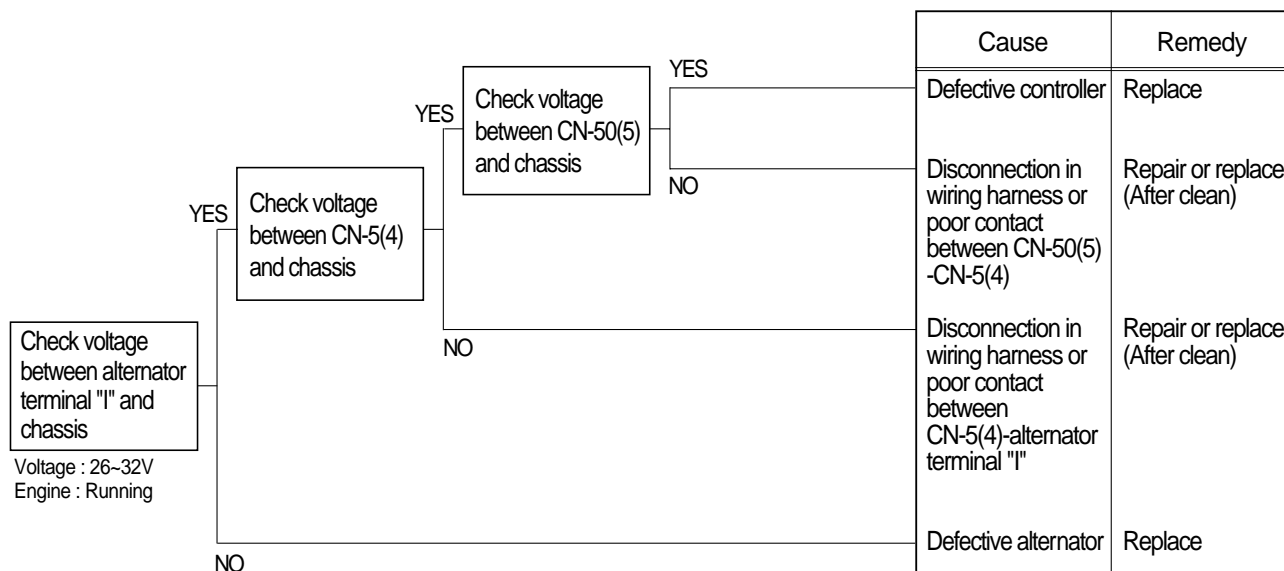 Cause
Remedy
YES
Check voltage
between CN-50(5)
and chassis
NO
YES
Check voltage
between CN-5(4)
and chassis
NO
YES
Check voltage
between alternator
terminal "I" and
chassis
Voltage : 26~32V
Engine : Running
NO
Defective controller
Replace
Disconnection in
wiring harness or
poor contact
between CN-50(5)
-CN-5(4)
Repair or replace
(After clean)
Disconnection in
wiring harness or
poor contact
between
CN-5(4)-alternator
terminal "I"
Repair or replace
(After clean)
Defective alternator
Replace